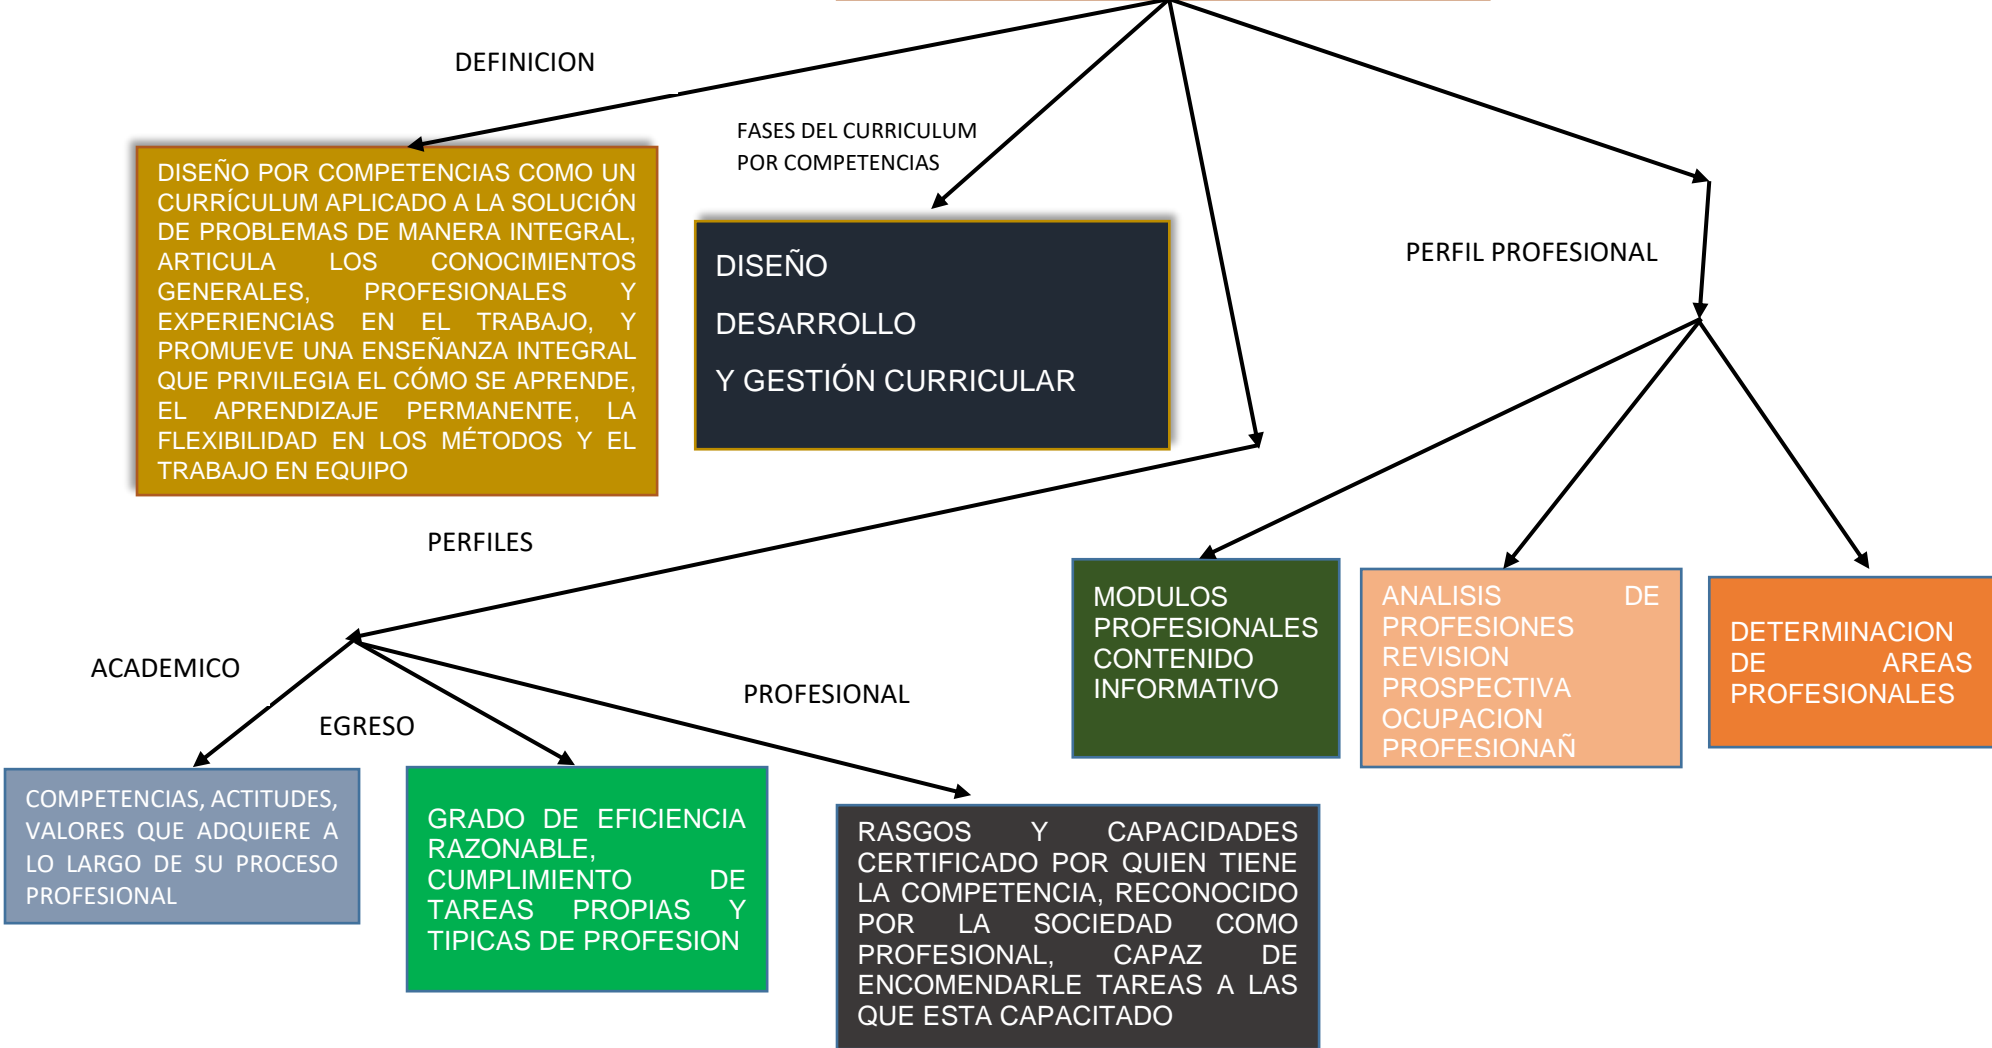 DEFINICION
FASES DEL CURRICULUM
POR COMPETENCIAS
DISEÑO POR COMPETENCIAS COMO UN
CURRÍCULUM APLICADO A LA SOLUCIÓN
DE PROBLEMAS DE MANERA INTEGRAL,
ARTICULA LOS CONOCIMIENTOS
GENERALES, PROFESIONALES Y
EXPERIENCIAS EN EL TRABAJO, Y
PROMUEVE UNA ENSEÑANZA INTEGRAL
QUE PRIVILEGIA EL CÓMO SE APRENDE,
EL APRENDIZAJE PERMANENTE, LA
FLEXIBILIDAD EN LOS MÉTODOS Y EL
TRABAJO EN EQUIPO
DISEÑO
DESARROLLO
Y GESTIÓN CURRICULAR
PERFIL PROFESIONAL
PERFILES
MODULOS
PROFESIONALES
CONTENIDO
INFORMATIVO
ANALISIS DE
PROFESIONES
REVISION
PROSPECTIVA
OCUPACION
PROFESIONAÑ
DETERMINACION
DE AREAS
PROFESIONALES
ACADEMICO
EGRESO
PROFESIONAL
COMPETENCIAS, ACTITUDES,
VALORES QUE ADQUIERE A
LO LARGO DE SU PROCESO
PROFESIONAL
GRADO DE EFICIENCIA
RAZONABLE,
CUMPLIMIENTO DE
TAREAS PROPIAS Y
TIPICAS DE PROFESION
RASGOS Y CAPACIDADES
CERTIFICADO POR QUIEN TIENE
LA COMPETENCIA, RECONOCIDO
POR LA SOCIEDAD COMO
PROFESIONAL, CAPAZ DE
ENCOMENDARLE TAREAS A LAS
QUE ESTA CAPACITADO